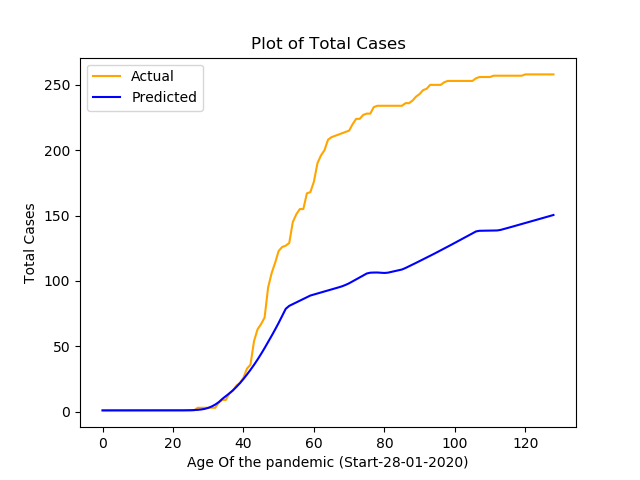 Plot of Total Cases
Actual
Predicted
250
200
150
100
50
0
Total Cases
0 20 40 60 80 100 120
Age Of the pandemic (Start-28-01-2020)